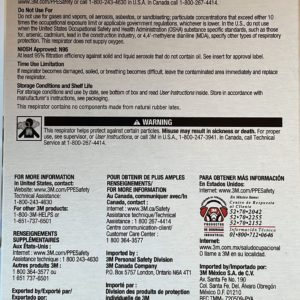 www.3M.com/PPESafety
or call 1-800-243-4630 in U.S.A. In Canada call 1-800-267-4414.
Do Not Use For
Do not use for gases and vapors, oil aerosols, asbestos, or sandblasting; particulate concentrations that exceed either 10
times the occupational exposure limit or applicable government regulations, whichever is lower. In the U.S., do not use
when the United States Occupational Safety and Health Administration (OSHA) substance specific standards, such as those
for arsenic, cadmium, lead in the construction industry, or 4,4'-methylene dianiline (MDA), specify other types of respiratory
protection. This respirator does not supply oxygen.
NIOSH Approved: N95
At least 95% filtration efficiency against solid and liquid aerosols that do not contain oil. See insert for approval label.
Time Use Limitation
If respirator becomes damaged, soiled, or breathing becomes difficult, leave the contaminated area immediately and replace
the respirator.
Storage Conditions and Shelf Life
For storage conditions and use by date, see bottom of box and read User Instructions inside. Store in accordance with
manufacturer's instructions, see packaging.
This respirator contains no components made from natural rubber latex.
WARNING
This respirator helps protect against certain particles. Misuse may result in sickness or death. For proper
use, see supervisor, or User Instructions, or call 3M in U.S.A., 1-800-247-3941. In Canada, call Technical
Service at 1-800-267-4414.
FOR MORE INFORMATION
In United States, contact:
Website: www.3M.com/PPESafety
Technical Assistance:
1-800-243-4630
For other 3M products:
1-800-3M-HELPS or
1-651-737-6501
RENSEIGNEMENTS
SUPPLÉMENTAIRES
Aux États-Unis :
Internet : www.3M.com/PPESafety
Assistance technique :
1 800 243-4630
Autres produits 3M :
1 800 364-3577 ou
1 651 737-6501
POUR OBTENIR DE PLUS AMPLES
RENSEIGNEMENTS/
FOR MORE INFORMATION
Au Canada, communiquer avec/In
Canada, contact:
Internet : www.3M.ca/Safety
Assistance technique/Technical
Assistance : 1 800 267-4414
Centre communication-client/
Customer Care Center :
1 800 364-3577
Imported by :
3M Personal Safety Division
3M Canada Company
P.O. Box 5757 London, Ontario N6A 4T1
Importé par :
Division des produits de protection
individuelle de 3M
PARA OBTENER MÁS INFORMACIÓN
En Estados Unidos:
Internet: www.3M.com/PPESafety
Centro de Respuesta
al Cliente
52-70-2042
52-70-2255
52-70-2119
Información Técnica
01-800-712-0646
En México:
www.3M.com.mx/saludocupacional
o llame a 3M en su localidad.
Importado en México por:
3M México S.A. de C.V.
Av. Santa Fe No. 190
Col. Santa Fe
Del. Álvaro Obregón
México D.F. 01210